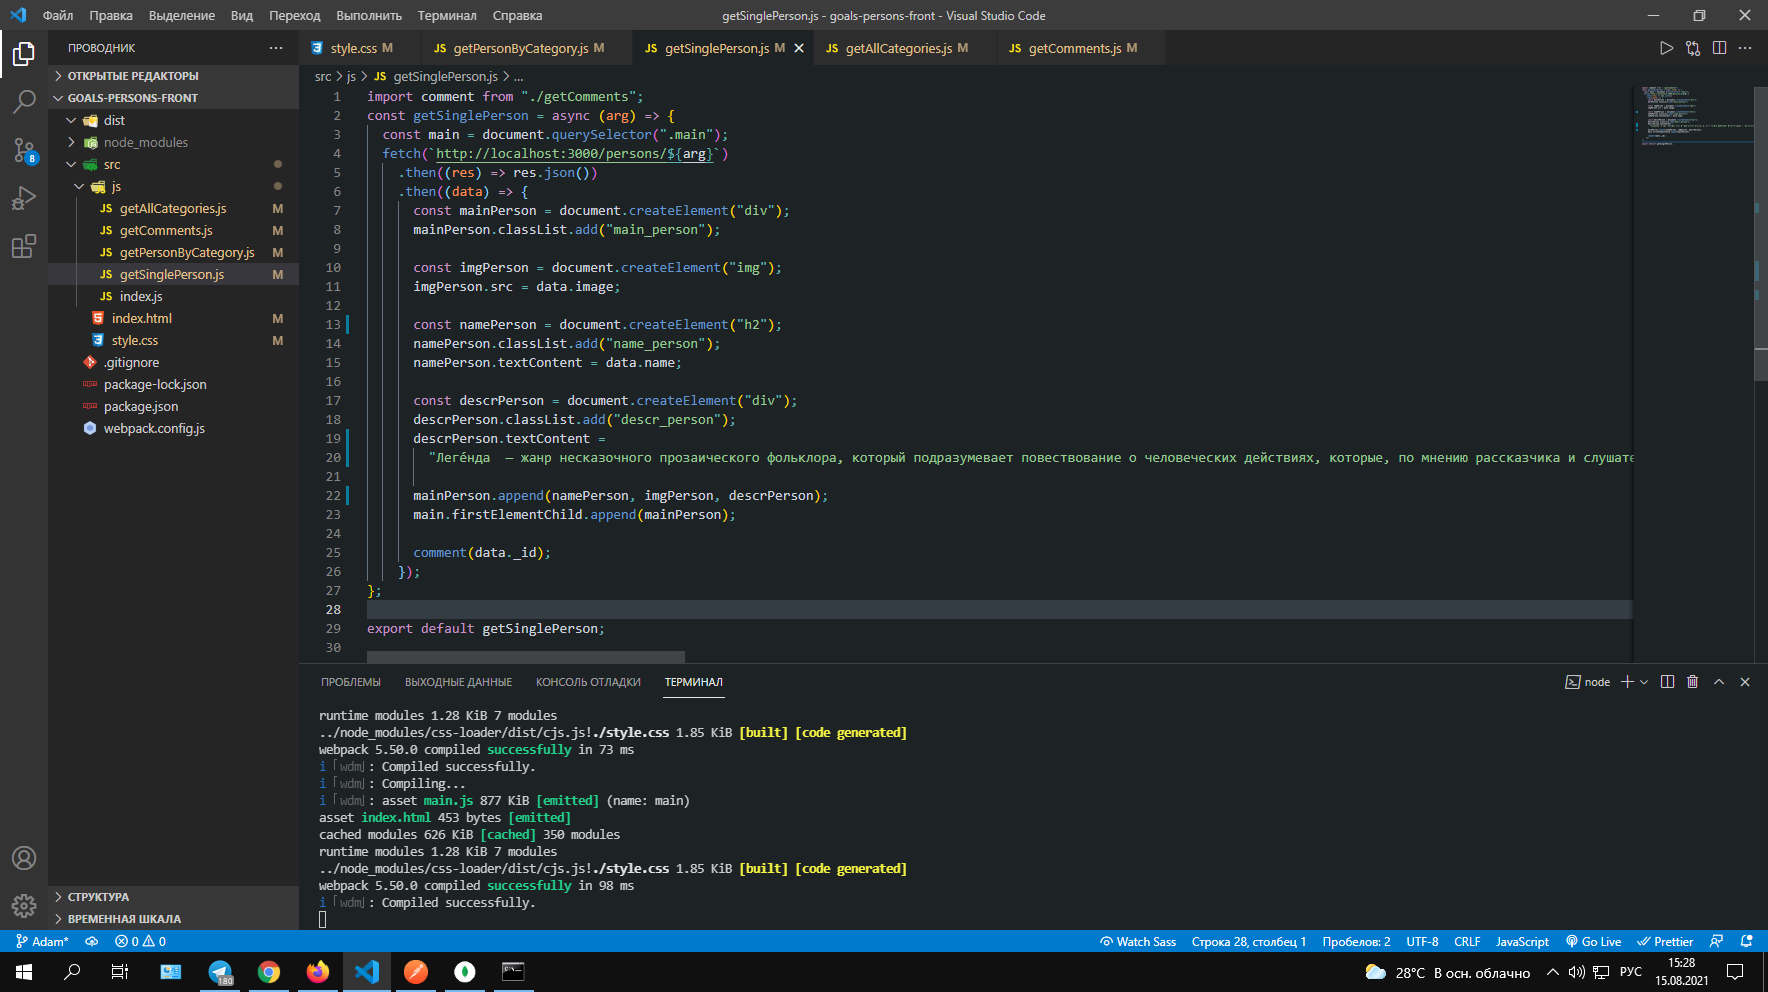 Файл Правка Выделение Вид Переход Выполнить Терминал Справка
getSinglePerson.js - goals-persons-front - Visual Studio Code
ПРОВОДНИК
ОТКРЫТЫЕ РЕДАКТОРЫ
GOALS-PERSONS-FRONT
dist
node_modules
src
js
JS getAllCategories.js M
JS getComments.js M
JS getPersonByCategory.js M
JS getSinglePerson.js M
JS index.js
index.html M
style.css M
.gitignore
package-lock.json
package.json
webpack.config.js
СТРУКТУРА
ВРЕМЕННАЯ ШКАЛА
8
style.css M JS getPersonByCategory.js M JS getSinglePerson.js M JS getAllCategories.js M JS getComments.js M
src > js > JS getSinglePerson.js > ...
1 import comment from "./getComments";
2 const getSinglePerson = async (arg) => {
3 const main = document.querySelector(".main");
4 fetch(`http://localhost:3000/persons/${arg}`)
5 .then((res) => res.json())
6 .then((data) => {
7 const mainPerson = document.createElement("div");
8 mainPerson.classList.add("main_person");
9
10 const imgPerson = document.createElement("img");
11 imgPerson.src = data.image;
12
13 const namePerson = document.createElement("h2");
14 namePerson.classList.add("name_person");
15 namePerson.textContent = data.name;
16
17 const descrPerson = document.createElement("div");
18 descrPerson.classList.add("descr_person");
19 descrPerson.textContent =
20 "Леге́нда — жанр несказочного прозаического фольклора, который подразумевает повествование о человеческих действиях, которые, по мнению рассказчика и слушате
21
22 mainPerson.append(namePerson, imgPerson, descrPerson);
23 main.firstElementChild.append(mainPerson);
24
25 comment(data._id);
26 });
27 };
28
29 export default getSinglePerson;
30
ПРОБЛЕМЫ ВЫХОДНЫЕ ДАННЫЕ КОНСОЛЬ ОТЛАДКИ ТЕРМИНАЛ
node
runtime modules 1.28 KiB 7 modules
../node_modules/css-loader/dist/cjs.js!./style.css 1.85 KiB [built] [code generated]
webpack 5.50.0 compiled successfully in 73 ms
i ｢wdm｣: Compiled successfully.
i ｢wdm｣: Compiling...
i ｢wdm｣: asset main.js 877 KiB [emitted] (name: main)
asset index.html 453 bytes [emitted]
cached modules 626 KiB [cached] 350 modules
runtime modules 1.28 KiB 7 modules
../node_modules/css-loader/dist/cjs.js!./style.css 1.85 KiB [built] [code generated]
webpack 5.50.0 compiled successfully in 98 ms
i ｢wdm｣: Compiled successfully.
Adam* 0 0 Watch Sass Строка 28, столбец 1 Пробелов: 2 UTF-8 CRLF JavaScript Go Live Prettier
180
28°C В осн. облачно РУС
15:28
15.08.2021